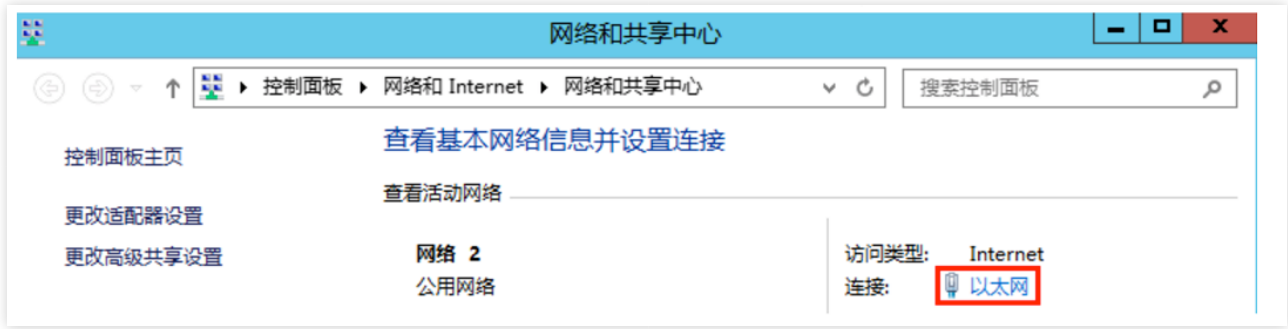 网络和共享中心
控制面板 网络和 Internet 网络和共享中心
搜索控制面板
控制面板主页
更改适配器设置
更改高级共享设置
查看基本网络信息并设置连接
查看活动网络
网络 2
公用网络
访问类型: Internet
连接: 以太网